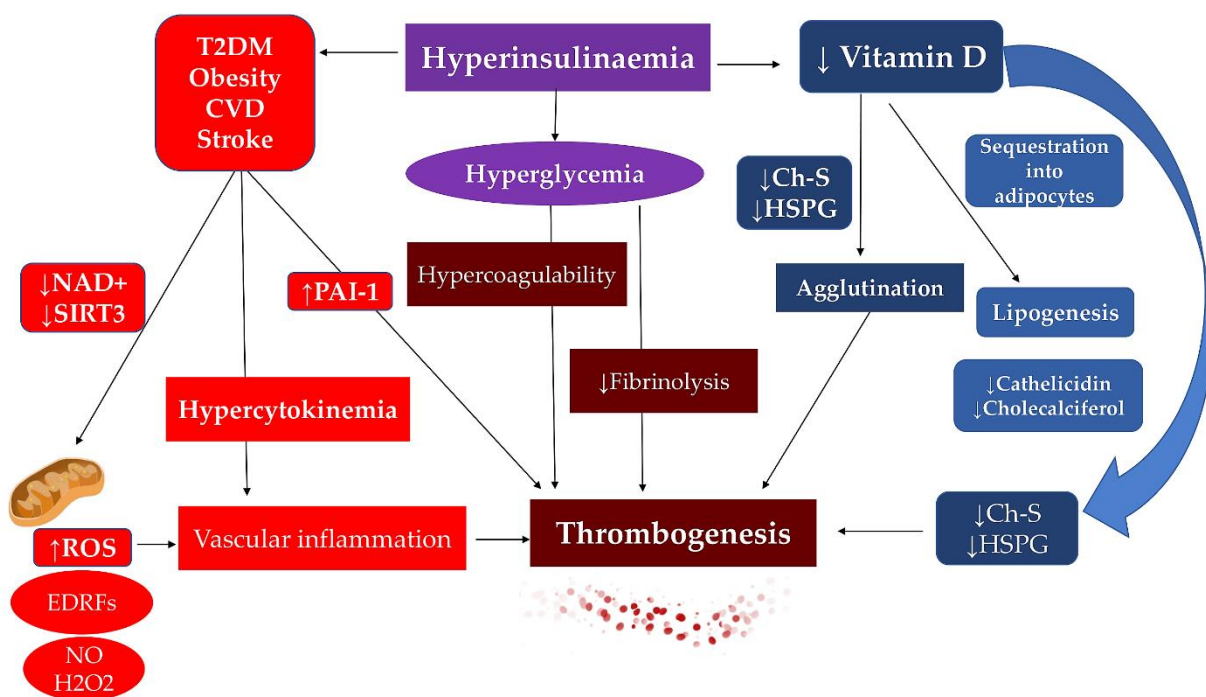 T2DM
Obesity
CVD
Stroke
Hyperinsulinaemia
↓ Vitamin D
Hyperglycemia
↓Ch-S
↓HSPG
Sequestration
into
adipocytes
↓NAD+
↓SIRT3
↑PAI-1
Hypercoagulability
Agglutination
Lipogenesis
↓Fibrinolysis
Hypercytokinemia
↓Cathelicidin
↓Cholecalciferol
↑ROS
Vascular inflammation
Thrombogenesis
↓Ch-S
↓HSPG
EDRFs
NO
H2O2